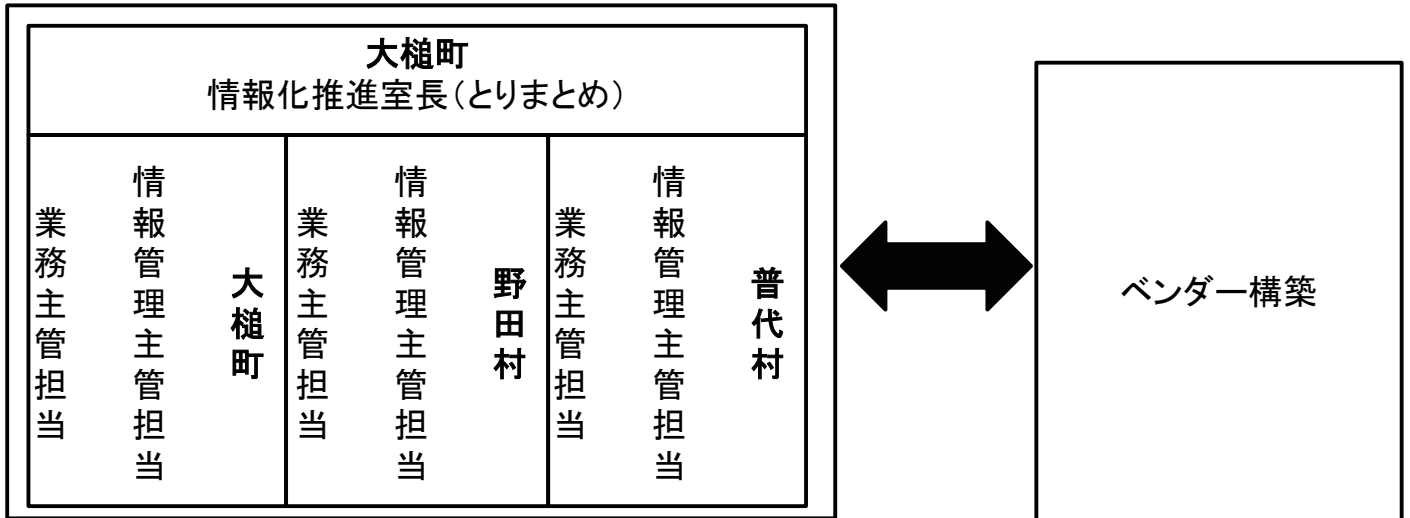 大槌町
情報化推進室長(とりまとめ)
大槌町
情報管理主管担当
業務主管担当
野田村
情報管理主管担当
業務主管担当
普代村
情報管理主管担当
業務主管担当
ベンダー構築